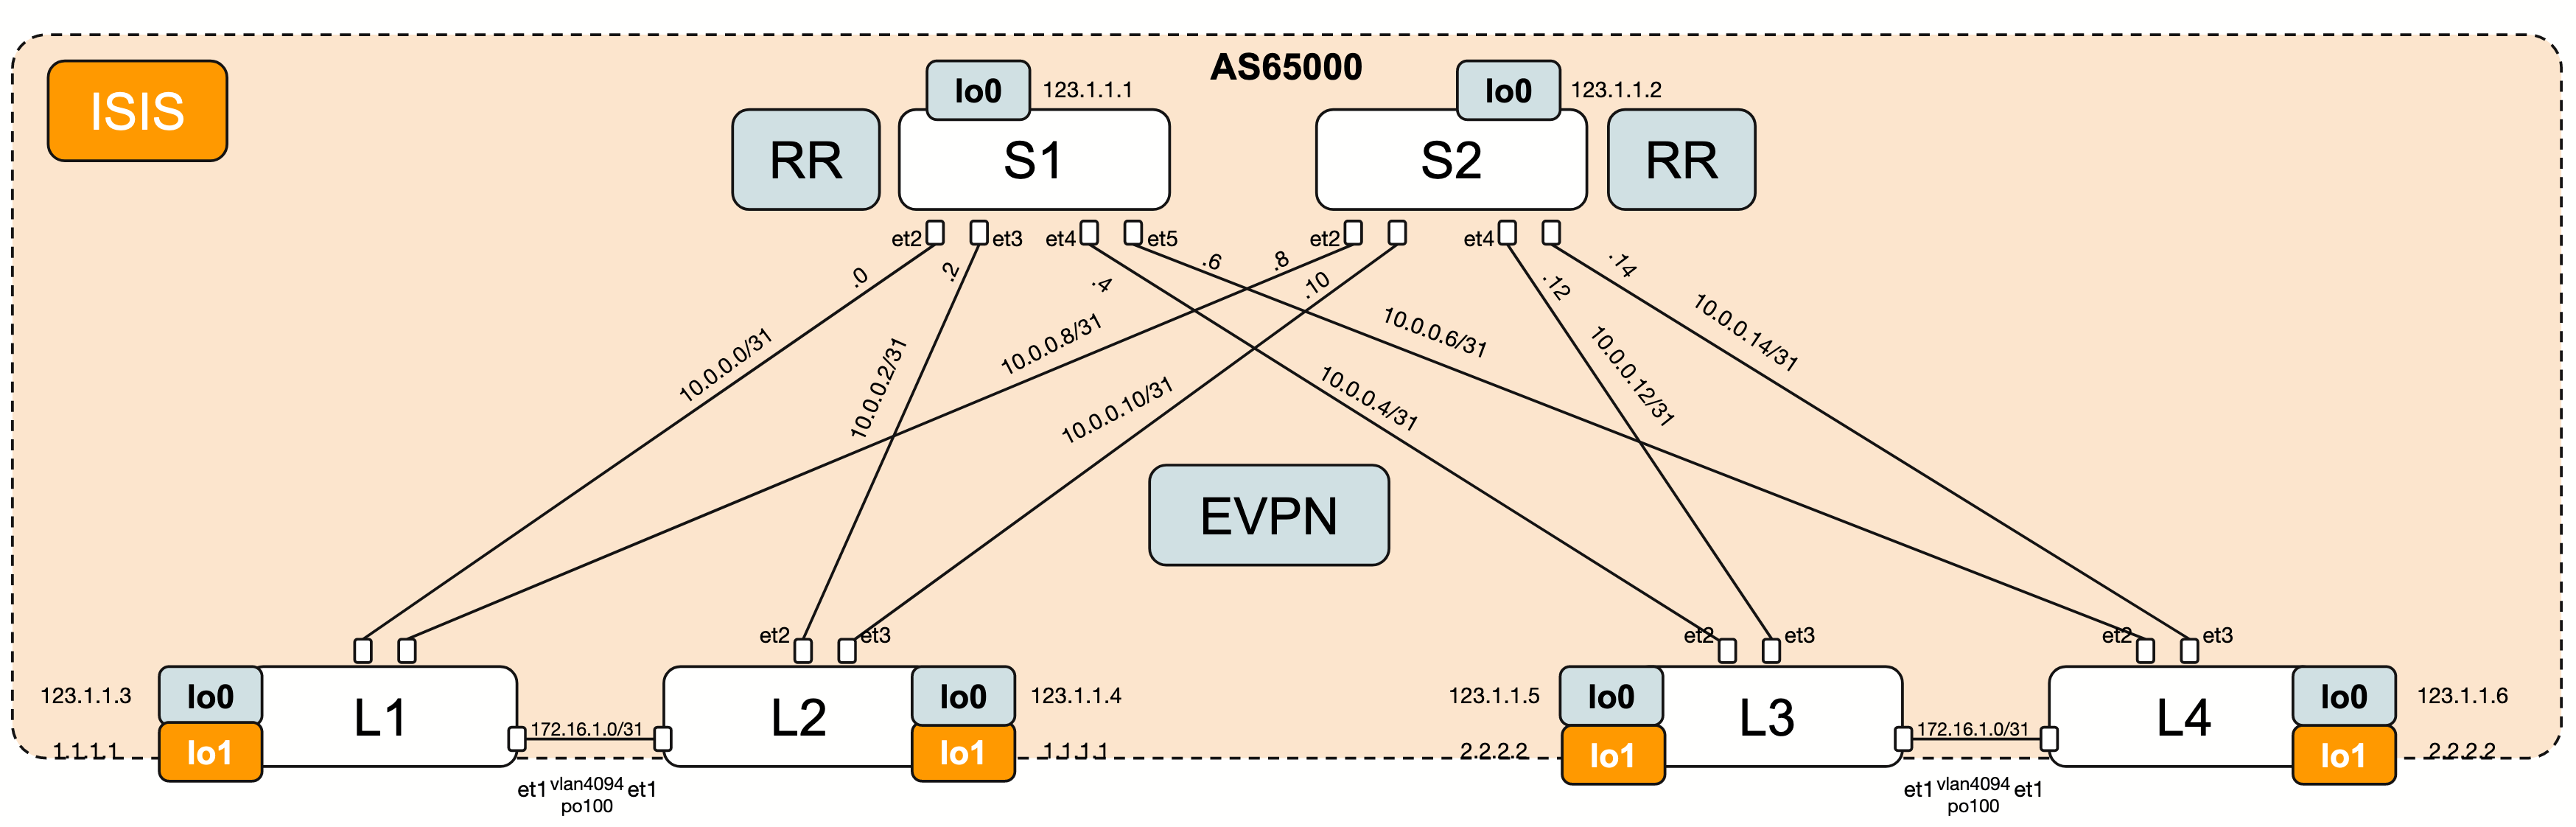 AS65000
ISIS
lo0
123.1.1.1
lo0
123.1.1.2
RR
S1
S2
RR
et2
et3
et4
et5
et2
et4
.0
.2
.4
.6
.8
.10
.12
.14
10.0.0.0/31
10.0.0.2/31
10.0.0.8/31
10.0.0.10/31
10.0.0.4/31
10.0.0.6/31
10.0.0.12/31
10.0.0.14/31
EVPN
et2
et3
et2
et3
et2
et3
123.1.1.3
lo0
L1
L2
lo0
123.1.1.4
123.1.1.5
lo0
L3
L4
lo0
123.1.1.6
172.16.1.0/31
172.16.1.0/31
1.1.1.1
lo1
lo1
1.1.1.1
2.2.2.2
lo1
lo1
2.2.2.2
et1 vlan4094 et1
po100
et1 vlan4094 et1
po100